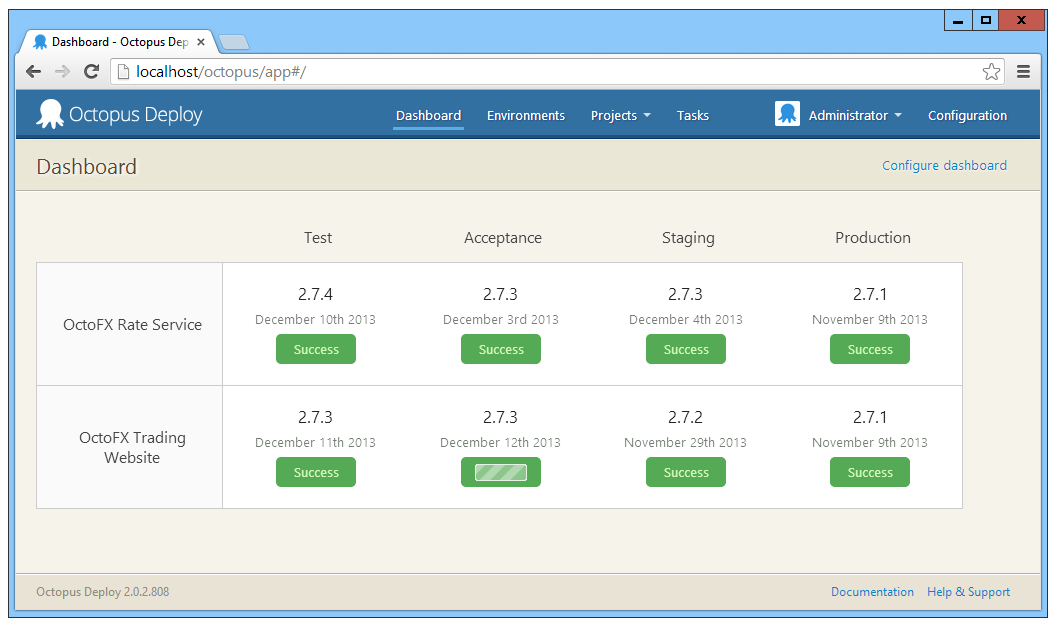 Dashboard - Octopus Dep
localhost/octopus/app#/
Octopus Deploy Dashboard Environments Projects Tasks Administrator Configuration
Dashboard Configure dashboard
Test Acceptance Staging Production
OctoFX Rate Service
2.7.4 2.7.3 2.7.3 2.7.1
December 10th 2013 December 3rd 2013 December 4th 2013 November 9th 2013
Success Success Success Success
OctoFX Trading
Website
2.7.3 2.7.3 2.7.2 2.7.1
December 11th 2013 December 12th 2013 November 29th 2013 November 9th 2013
Success Success Success
Octopus Deploy 2.0.2.808 Documentation Help & Support